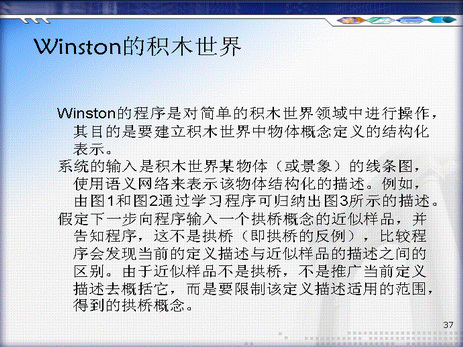 Winston的积木世界
Winston的程序是对简单的积木世界领域中进行操作，
其目的是要建立积木世界中物体概念定义的结构化
表示。
系统的输入是积木世界某物体（或景象）的线条图，
使用语义网络来表示该物体结构化的描述。例如，
由图1和图2通过学习程序可归纳出图3所示的描述。
假定下一步向程序输入一个拱桥概念的近似样品，并
告知程序，这不是拱桥（即拱桥的反例），比较程
序会发现当前的定义描述与近似样品的描述之间的
区别。由于近似样品不是拱桥，不是推广当前定义
描述去概括它，而是要限制该定义描述适用的范围，
得到的拱桥概念。
37